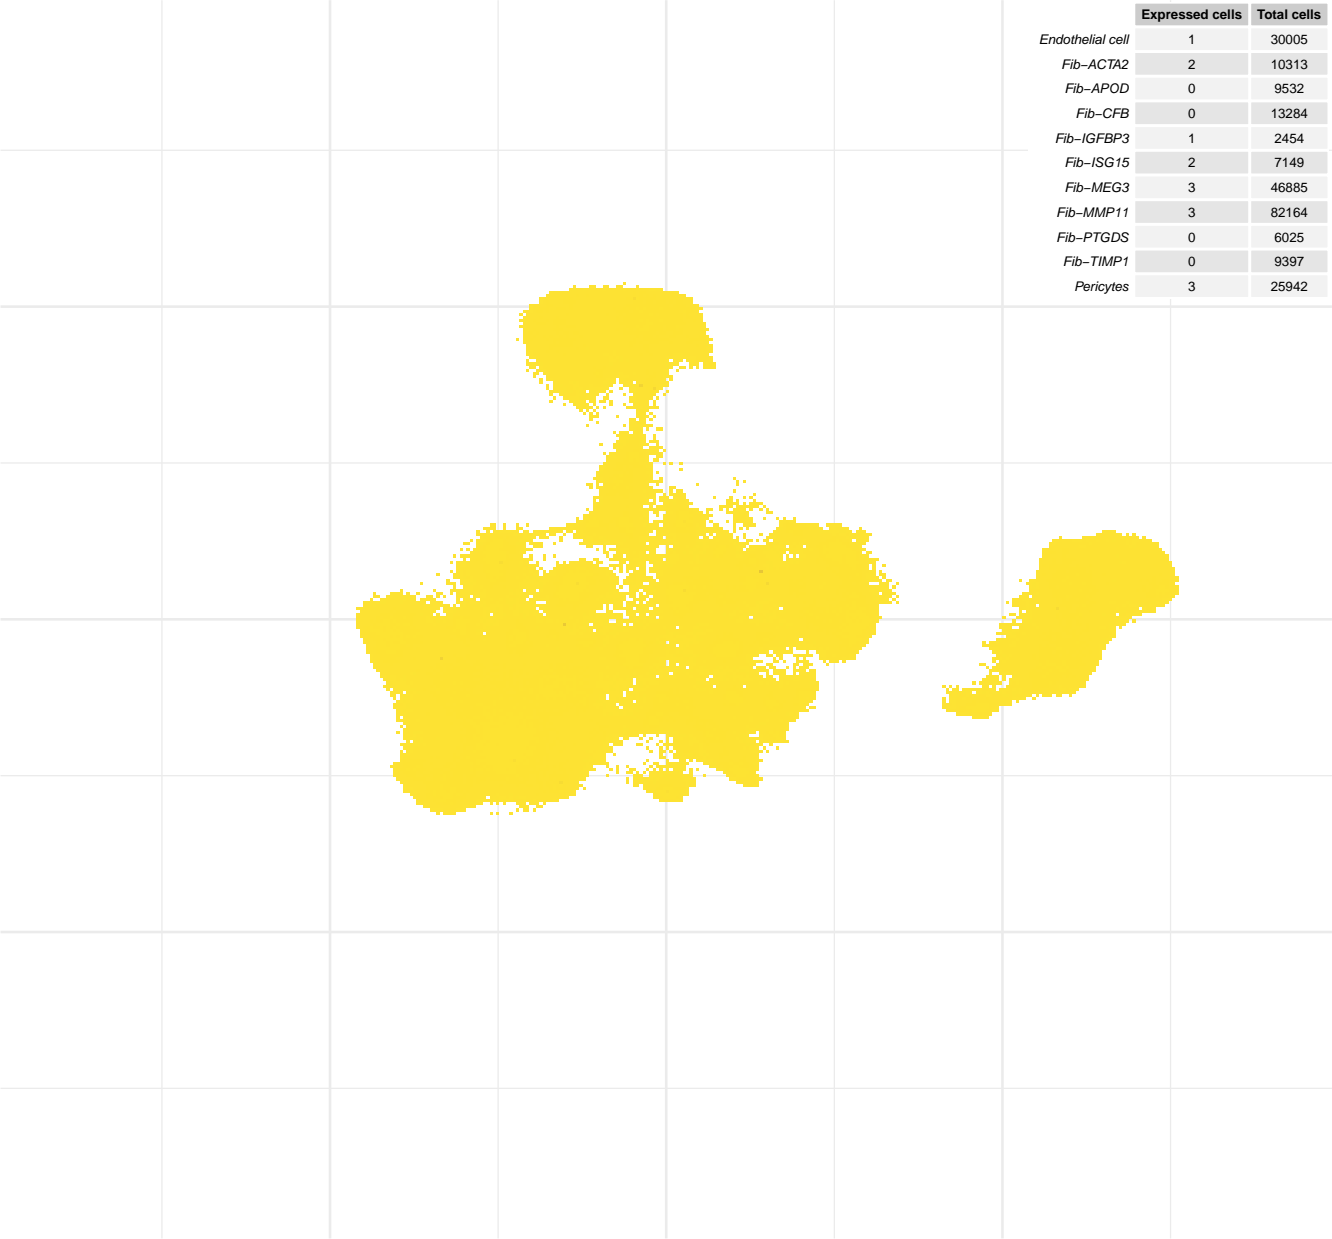 Expressed cells Total cells
Endothelial cell 1 30005
Fib−ACTA2 2 10313
Fib−APOD 0 9532
Fib−CFB 0 13284
Fib−IGFBP3 1 2454
Fib−ISG15 2 7149
Fib−MEG3 3 46885
Fib−MMP11 3 82164
Fib−PTGDS 0 6025
Fib−TIMP1 0 9397
Pericytes 3 25942